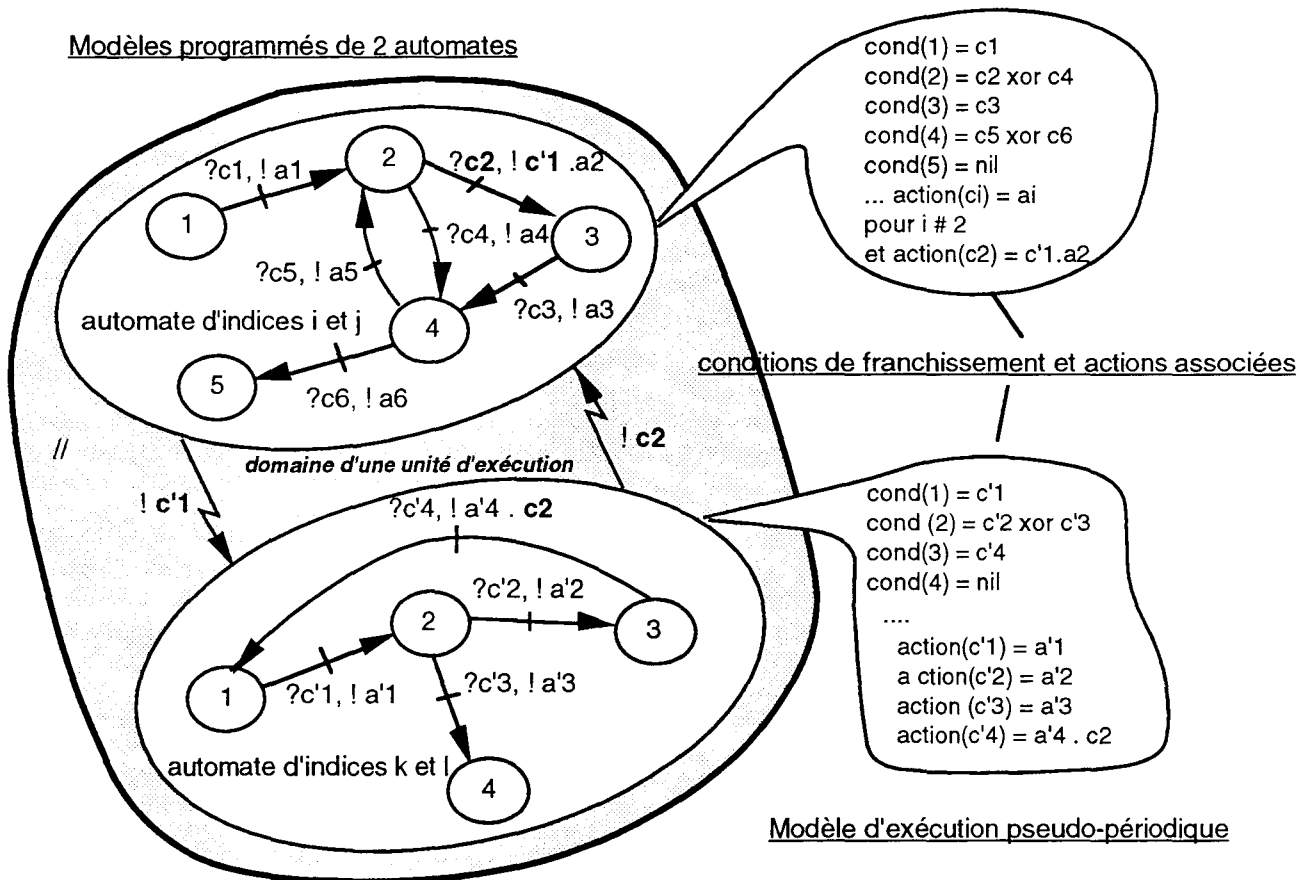 Modèles programmés de 2 automates
cond(1) = c1
cond(2) = c2 xor c4
cond(3) = c3
cond(4) = c5 xor c6
cond(5) = nil
... action(ci) = ai
pour i # 2
et action(c2) = c'1.a2
?c1, ! a1
2
?c2, ! c'1 .a2
1
3
?c4, ! a4
?c5, ! a5
?c3, ! a3
automate d'indices i et j
4
5
?c6, ! a6
conditions de franchissement et actions associées
//
! c2
domaine d'une unité d'exécution
! c'1
?c'4, ! a'4 . c2
cond(1) = c'1
cond (2) = c'2 xor c'3
cond(3) = c'4
cond(4) = nil
....
action(c'1) = a'1
a ction(c'2) = a'2
action (c'3) = a'3
action(c'4) = a'4 . c2
?c'2, ! a'2
2
3
1
?c'1, ! a'1
?c'3, ! a'3
automate d'indices k et l
4
Modèle d'exécution pseudo-périodique